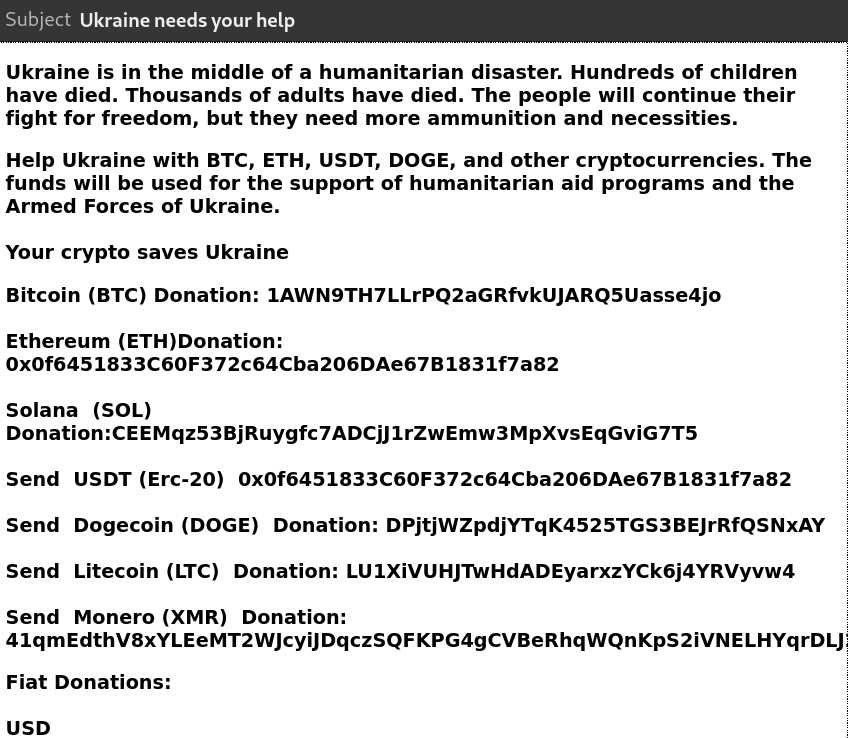 Subject Ukraine needs your help
Ukraine is in the middle of a humanitarian disaster. Hundreds of children
have died. Thousands of adults have died. The people will continue their
fight for freedom, but they need more ammunition and necessities.
Help Ukraine with BTC, ETH, USDT, DOGE, and other cryptocurrencies. The
funds will be used for the support of humanitarian aid programs and the
Armed Forces of Ukraine.
Your crypto saves Ukraine
Bitcoin (BTC) Donation: 1AWN9TH7LLrPQ2aGRfvkUJARQ5Uasse4jo
Ethereum (ETH)Donation:
0x0f6451833C60F372c64Cba206DAe67B1831f7a82
Solana  (SOL)
Donation:CEEMqz53BjRuygfc7ADCjJ1rZwEmw3MpXvsEqGviG7T5
Send  USDT (Erc-20)  0x0f6451833C60F372c64Cba206DAe67B1831f7a82
Send  Dogecoin (DOGE)  Donation: DPjtjWZpdjYTqK4525TGS3BEJrRfQSNxAY
Send  Litecoin (LTC)  Donation: LU1XiVUHJTwHdADEyarxzYCk6j4YRVyvw4
Send  Monero (XMR)  Donation:
41qmEdthV8xYLEeMT2WJcyiJDqczSQFKPG4gCVBeRhqWQnKpS2iVNELHYqrDLJ
Fiat Donations:
USD